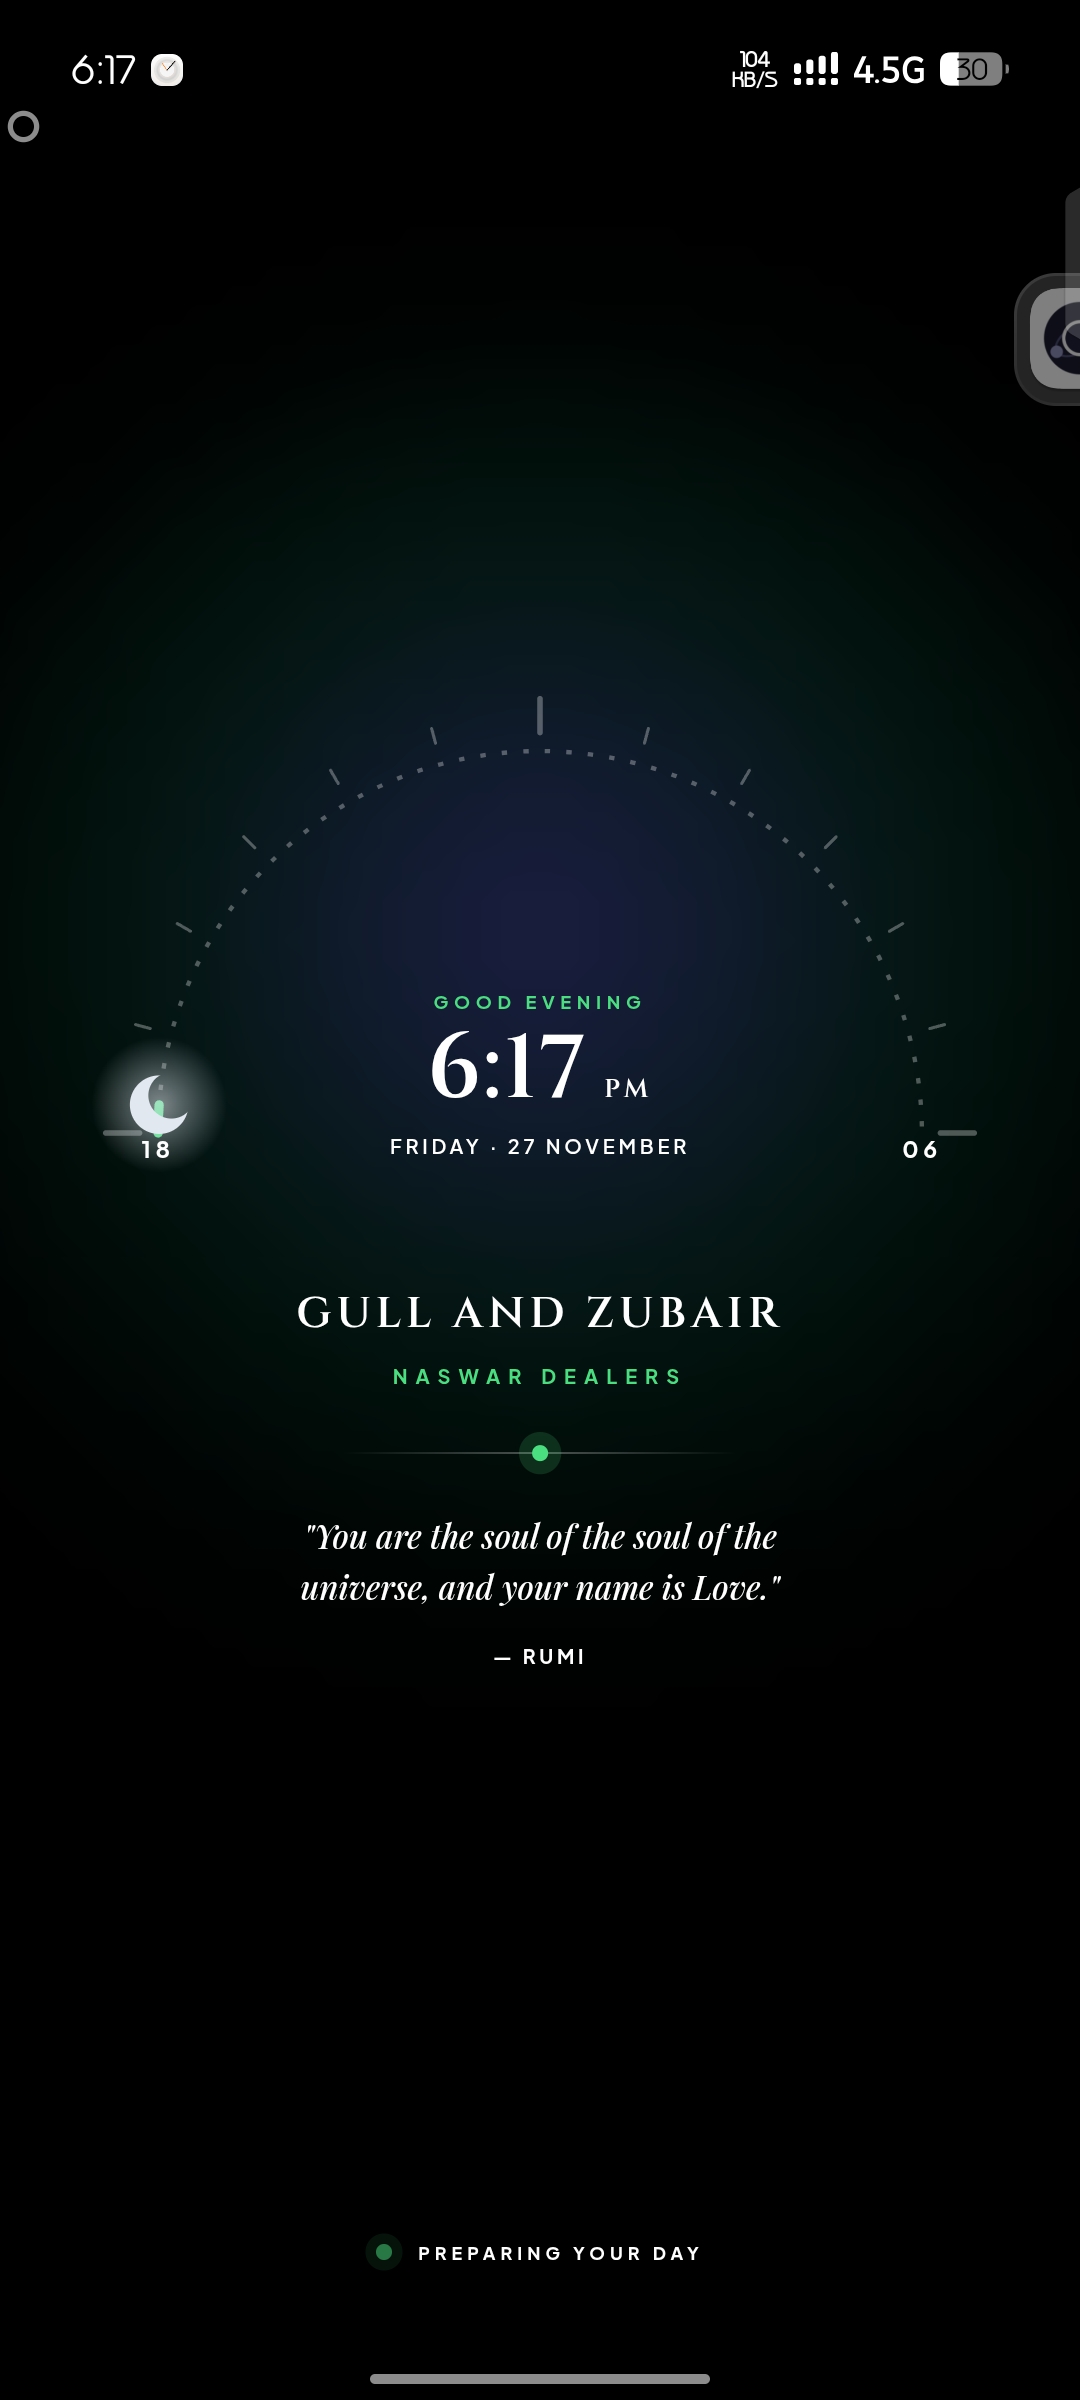 6:17
104
KB/S
4.5G
30
GOOD EVENING
6:17 PM
FRIDAY · 27 NOVEMBER
18
06
GULL AND ZUBAIR
NASWAR DEALERS
"You are the soul of the soul of the
universe, and your name is Love."
— RUMI
PREPARING YOUR DAY